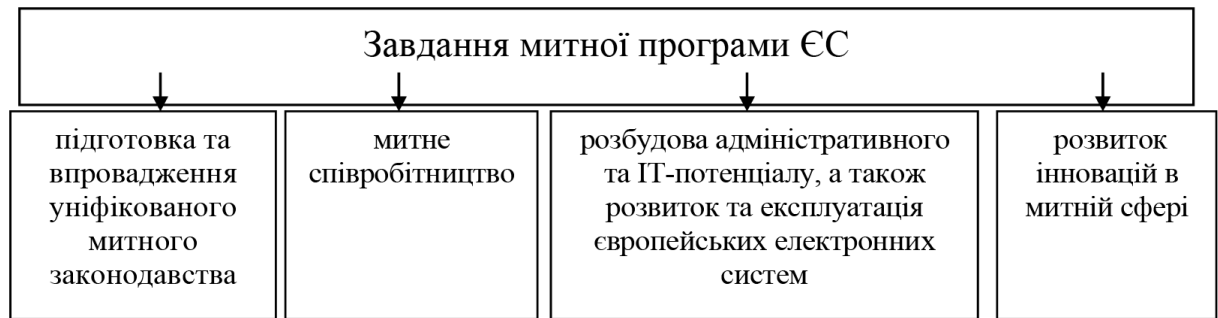 Завдання митної програми ЄС
підготовка та
впровадження
уніфікованого
митного
законодавства
митне
співробітництво
розбудова адміністративного
та ІТ-потенціалу, а також
розвиток та експлуатація
європейських електронних
систем
розвиток
інновацій в
митній сфері